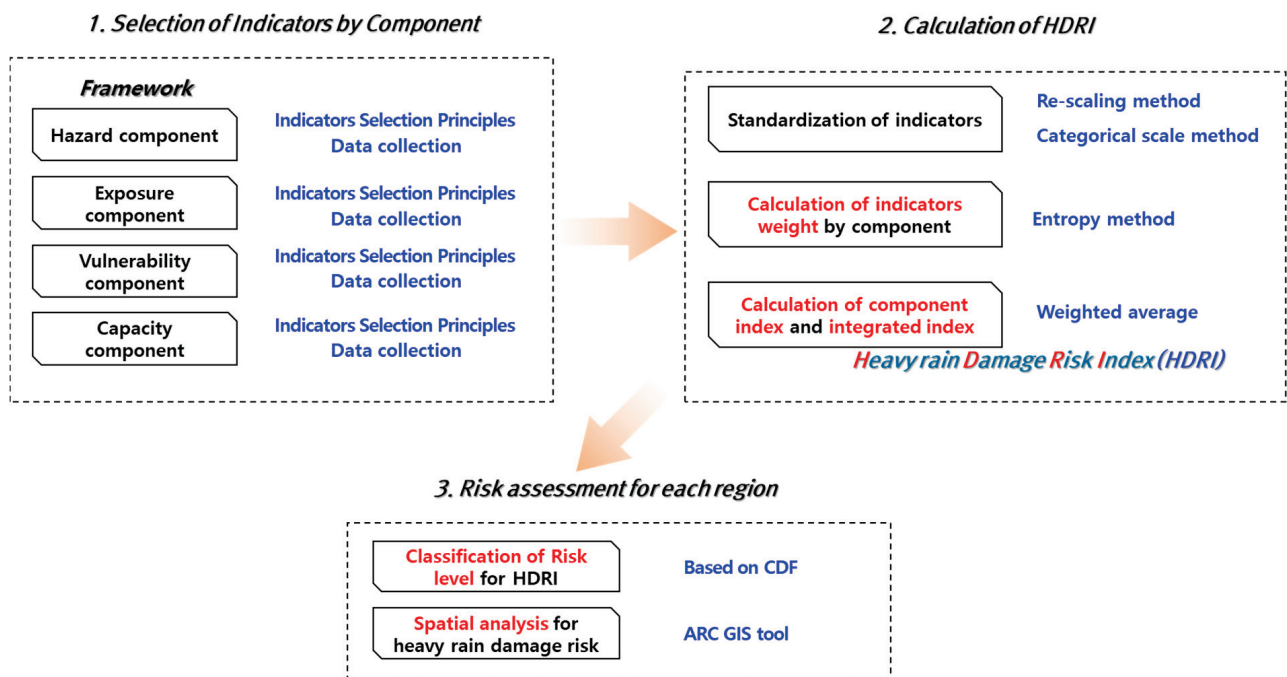 1. Selection of Indicators by Component
Framework
Hazard component
Indicators Selection Principles
Data collection
Exposure
component
Indicators Selection Principles
Data collection
Vulnerability
component
Indicators Selection Principles
Data collection
Capacity
component
Indicators Selection Principles
Data collection
2. Calculation of HDRI
Standardization of indicators
Re-scaling method
Categorical scale method
Calculation of indicators
weight by component
Entropy method
Calculation of component
index and integrated index
Weighted average
Heavy rain Damage Risk Index (HDRI)
3. Risk assessment for each region
Classification of Risk
level for HDRI
Based on CDF
Spatial analysis for
heavy rain damage risk
ARC GIS tool